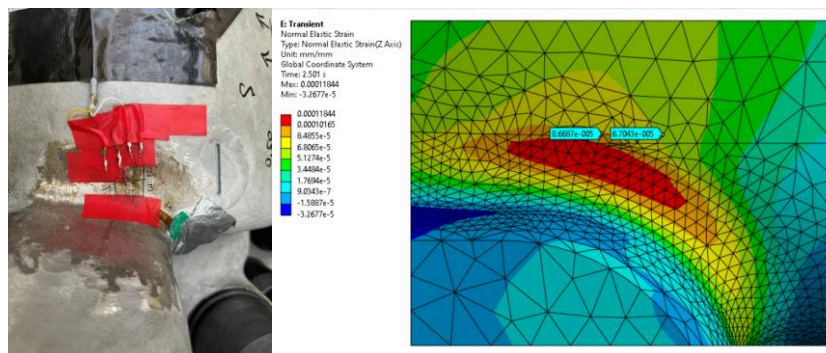 E: Transient
Normal Elastic Strain
Type: Normal Elastic Strain(Z Axis)
Unit: mm/mm
Global Coordinate System
Time: 2.501 s
Max: 0.00011844
Min: -3.2677e-5
0.00011844
0.00010165
8.4855e-5
6.8065e-5
5.1274e-5
3.4484e-5
1.7694e-5
9.0343e-7
-1.5887e-5
-3.2677e-5
8.6687e-005
8.7043e-005
S
2
3